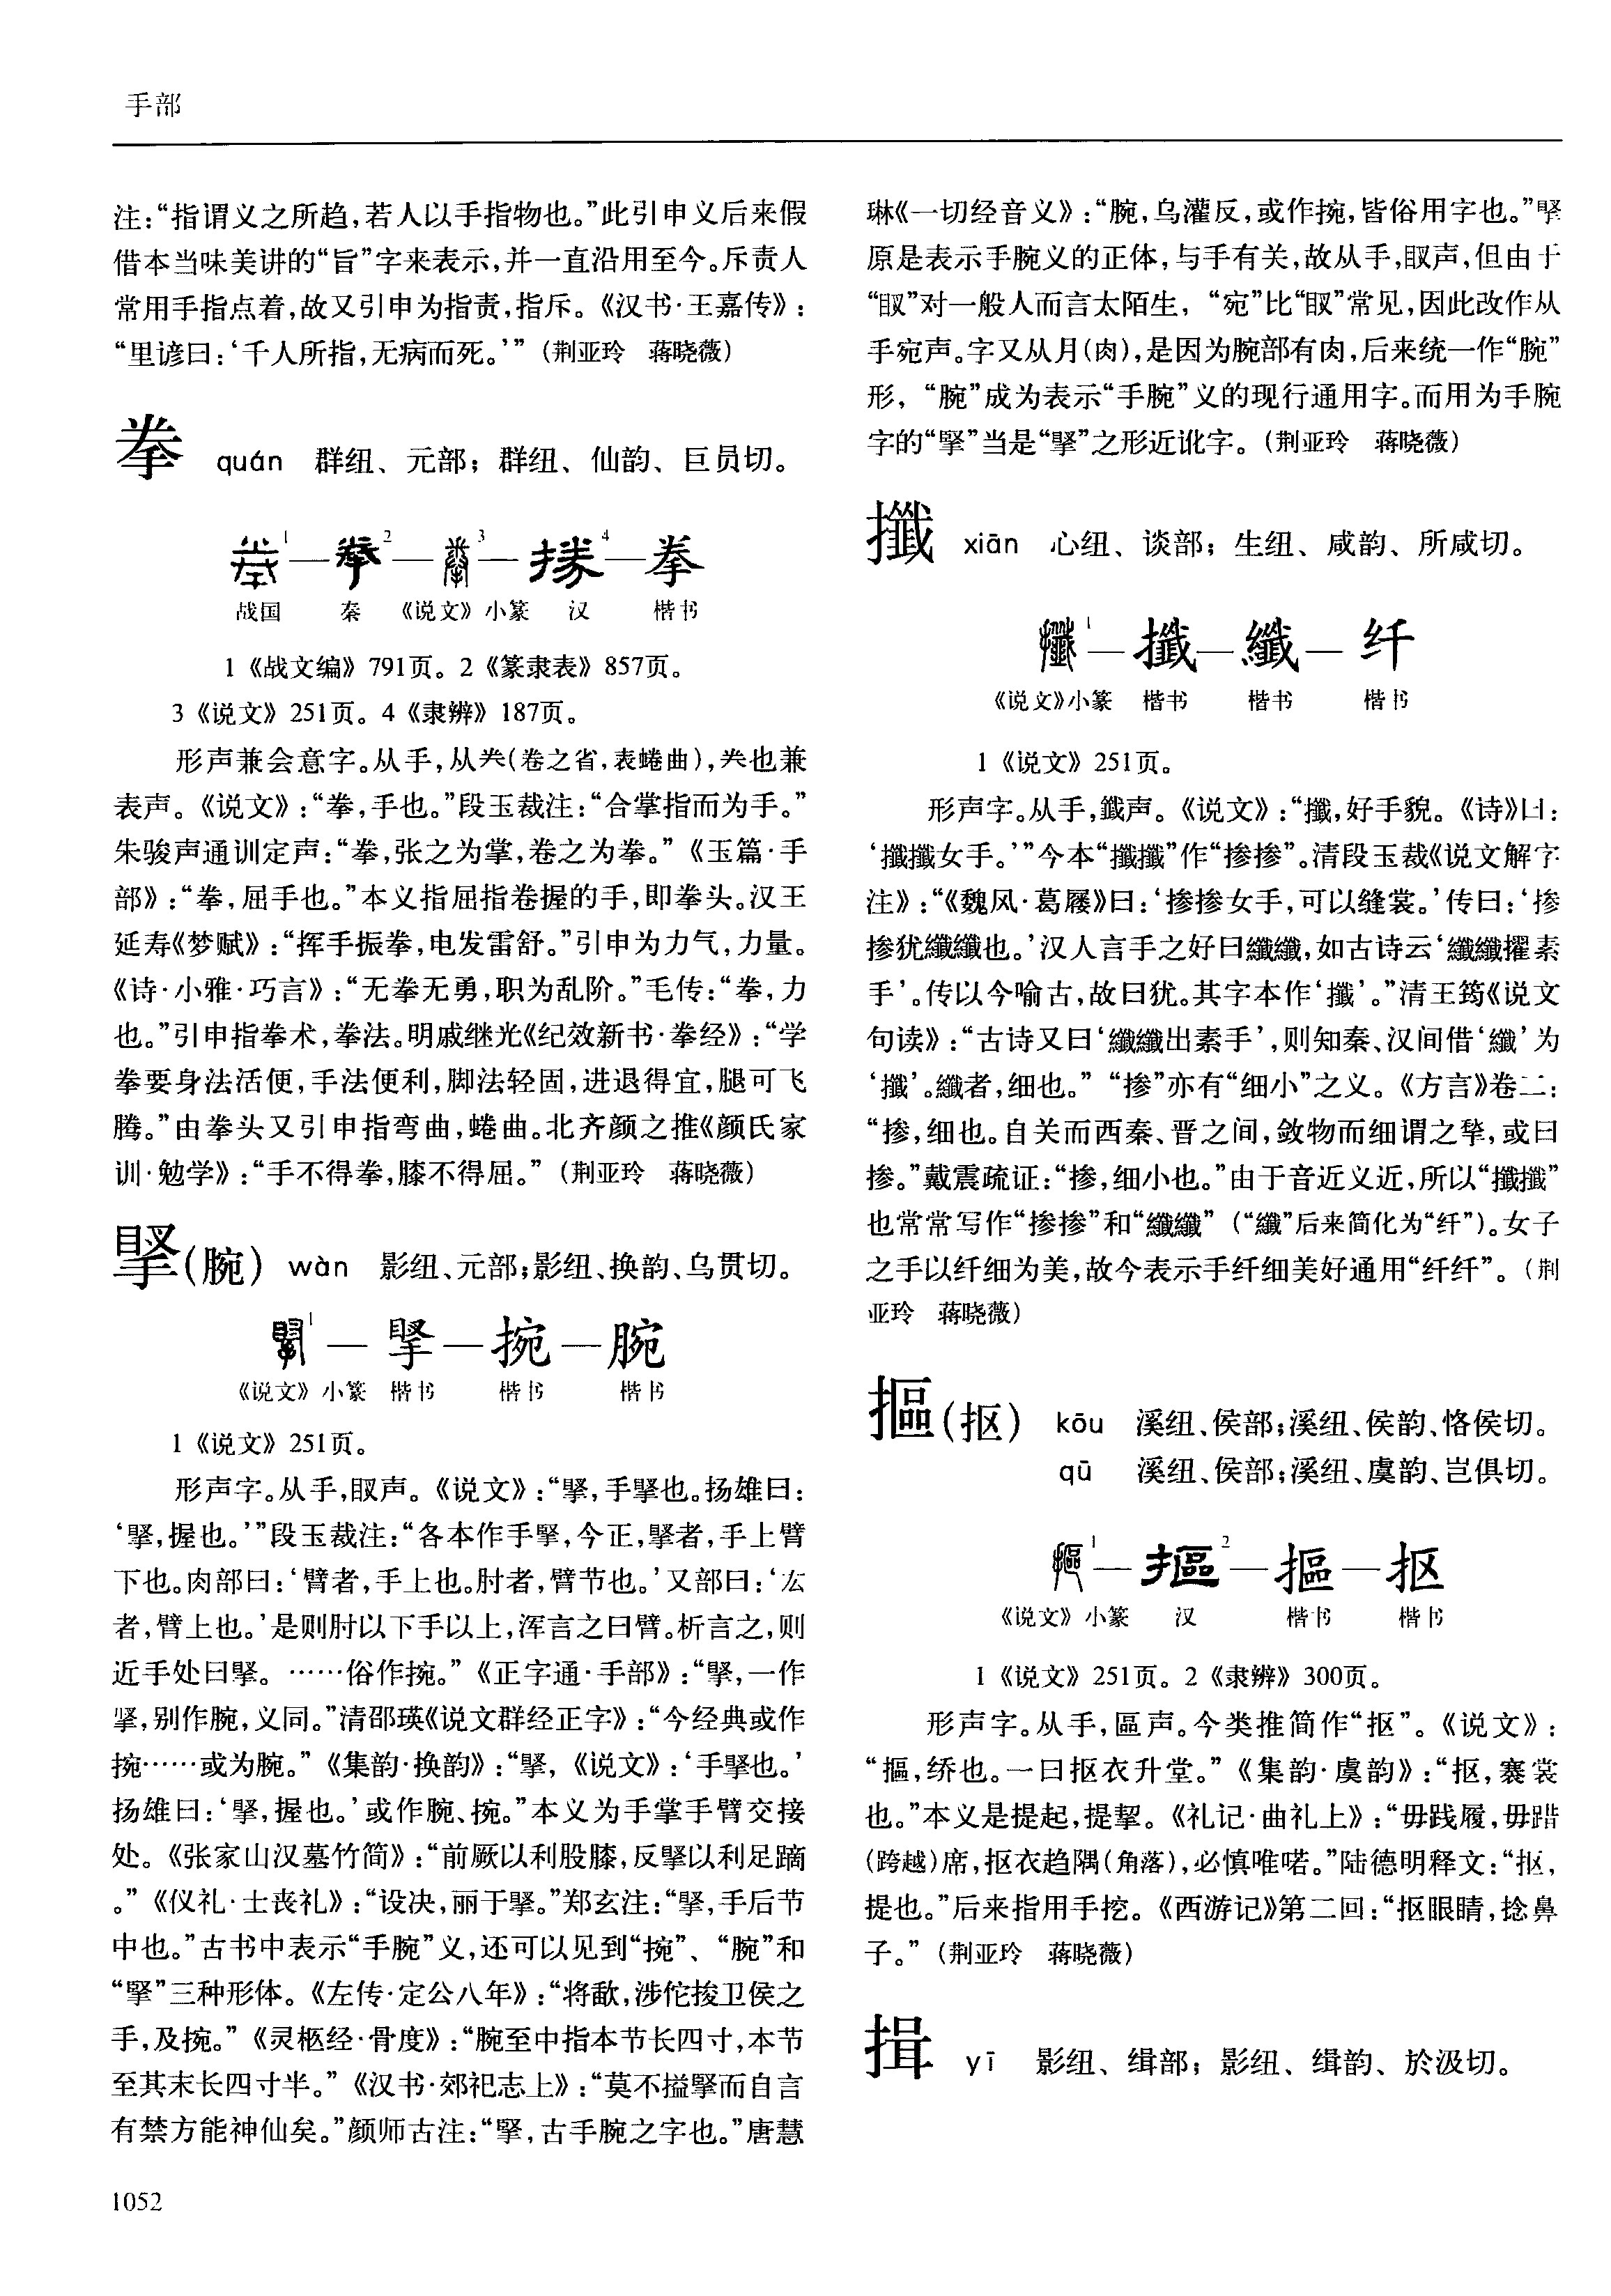 手部
注：“指谓义之所趋，若人以手指物也。”此引申义后来假
借本当味美讲的“旨”字来表示，并一直沿用至今。斥责人
常用手指点着，故又引申为指责，指斥。《汉书·王嘉传》：
“里谚曰：‘千人所指，无病而死。’”（荆亚玲　蒋晓薇）
拳 quán 群纽、元部；群纽、仙韵、巨员切。
1—2—3—4—拳
战国 秦 《说文》小篆 汉 楷书
1《战文编》791页。2《篆隶表》857页。
3《说文》251页。4《隶辨》187页。
形声兼会意字。从手，从龹（卷之省，表蜷曲），龹也兼
表声。《说文》：“拳，手也。”段玉裁注：“合掌指而为手。”
朱骏声通训定声：“拳，张之为掌，卷之为拳。”《玉篇·手
部》：“拳，屈手也。”本义指屈指卷握的手，即拳头。汉王
延寿《梦赋》：“挥手振拳，电发雷舒。”引申为力气，力量。
《诗·小雅·巧言》：“无拳无勇，职为乱阶。”毛传：“拳，力
也。”引申指拳术，拳法。明戚继光《纪效新书·拳经》：“学
拳要身法活便，手法便利，脚法轻固，进退得宜，腿可飞
腾。”由拳头又引申指弯曲，蜷曲。北齐颜之推《颜氏家
训·勉学》：“手不得拳，膝不得屈。”（荆亚玲　蒋晓薇）
掔（腕） wàn 影纽、元部；影纽、换韵、乌贯切。
1—掔—捥—腕
《说文》小篆 楷书 楷书 楷书
1《说文》251页。
形声字。从手，䀈声。《说文》：“掔，手掔也。扬雄曰：
‘掔，握也。’”段玉裁注：“各本作手掔，今正，掔者，手上臂
下也。肉部曰：‘臂者，手上也。肘者，臂节也。’又部曰：‘厷
者，臂上也。’是则肘以下手以上，浑言之曰臂。析言之，则
近手处曰掔。……俗作捥。”《正字通·手部》：“掔，一作
掔，别作腕，义同。”清邵瑛《说文群经正字》：“今经典或作
捥……或为腕。”《集韵·换韵》：“掔，《说文》：‘手掔也。’
扬雄曰：‘掔，握也。’或作腕、捥。”本义为手掌手臂交接
处。《张家山汉墓竹简》：“前厥以利股膝，反掔以利足蹢
。”《仪礼·士丧礼》：“设决，丽于掔。”郑玄注：“掔，手后节
中也。”古书中表示“手腕”义，还可以见到“捥”、“腕”和
“掔”三种形体。《左传·定公八年》：“将歃，涉佗捘卫侯之
手，及捥。”《灵枢经·骨度》：“腕至中指本节长四寸，本节
至其末长四寸半。”《汉书·郊祀志上》：“莫不搤掔而自言
有禁方能神仙矣。”颜师古注：“掔，古手腕之字也。”唐慧
1052
琳《一切经音义》：“腕，乌灌反，或作捥，皆俗用字也。”掔
原是表示手腕义的正体，与手有关，故从手，䀈声，但由于
“䀈”对一般人而言太陌生，“宛”比“䀈”常见，因此改作从
手宛声。字又从月（肉），是因为腕部有肉，后来统一作“腕”
形，“腕”成为表示“手腕”义的现行通用字。而用为手腕
字的“掔”当是“掔”之形近讹字。（荆亚玲　蒋晓薇）
攕 xiān 心纽、谈部；生纽、咸韵、所咸切。
1—攕—纖—纤
《说文》小篆 楷书 楷书 楷书
1《说文》251页。
形声字。从手，韱声。《说文》：“攕，好手貌。《诗》曰：
‘攕攕女手。’”今本“攕攕”作“掺掺”。清段玉裁《说文解字
注》：“《魏风·葛屦》曰：‘掺掺女手，可以缝裳。’传曰：‘掺
掺犹纖纖也。’汉人言手之好曰纖纖，如古诗云‘纖纖擢素
手’。传以今喻古，故曰犹。其字本作‘攕’。”清王筠《说文
句读》：“古诗又曰‘纖纖出素手’，则知秦、汉间借‘纖’为
‘攕’。纖者，细也。”“掺”亦有“细小”之义。《方言》卷二：
“掺，细也。自关而西秦、晋之间，敛物而细谓之揫，或曰
掺。”戴震疏证：“掺，细小也。”由于音近义近，所以“攕攕”
也常常写作“掺掺”和“纖纖”（“纖”后来简化为“纤”）。女子
之手以纤细为美，故今表示手纤细美好通用“纤纤”。（荆
亚玲　蒋晓薇）
摳（抠） kōu 溪纽、侯部；溪纽、侯韵、恪侯切。
qū 溪纽、侯部；溪纽、虞韵、岂俱切。
1—2—摳—抠
《说文》小篆 汉 楷书 楷书
1《说文》251页。2《隶辨》300页。
形声字。从手，區声。今类推简作“抠”。《说文》：
“摳，绔也。一曰抠衣升堂。”《集韵·虞韵》：“抠，褰裳
也。”本义是提起，提挈。《礼记·曲礼上》：“毋践屦，毋踖
（跨越）席，抠衣趋隅（角落），必慎唯喏。”陆德明释文：“抠，
提也。”后来指用手挖。《西游记》第二回：“抠眼睛，捻鼻
子。”（荆亚玲　蒋晓薇）
揖 yī 影纽、缉部；影纽、缉韵、於汲切。